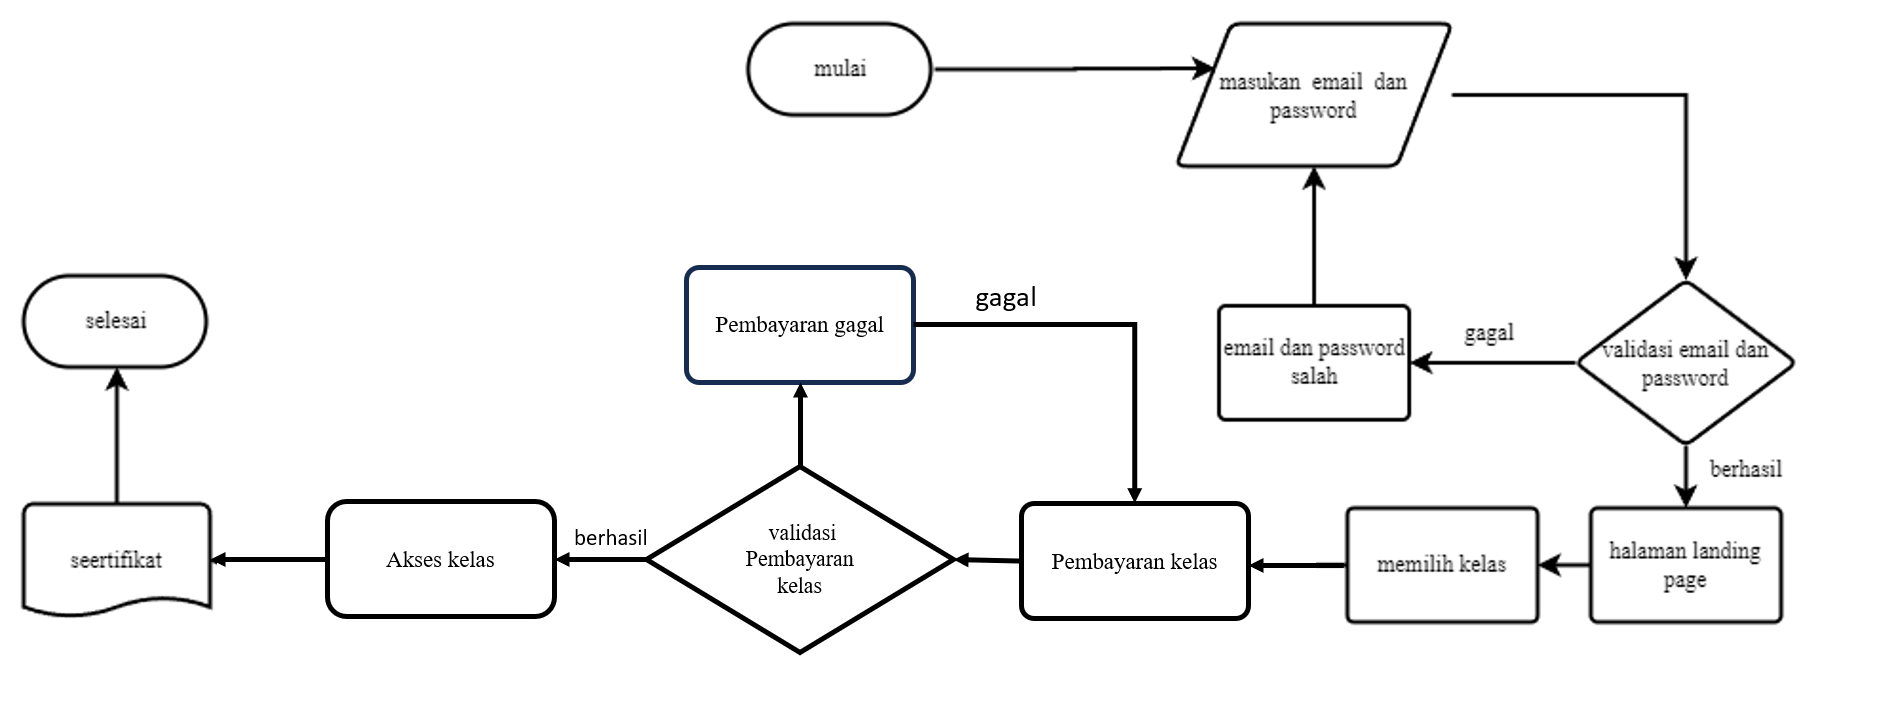 mulai
masukan email dan
password
validasi email dan
password
gagal
email dan password
salah
berhasil
halaman landing
page
memilih kelas
Pembayaran kelas
validasi
Pembayaran
kelas
Pembayaran gagal
gagal
berhasil
Akses kelas
seertifikat
selesai